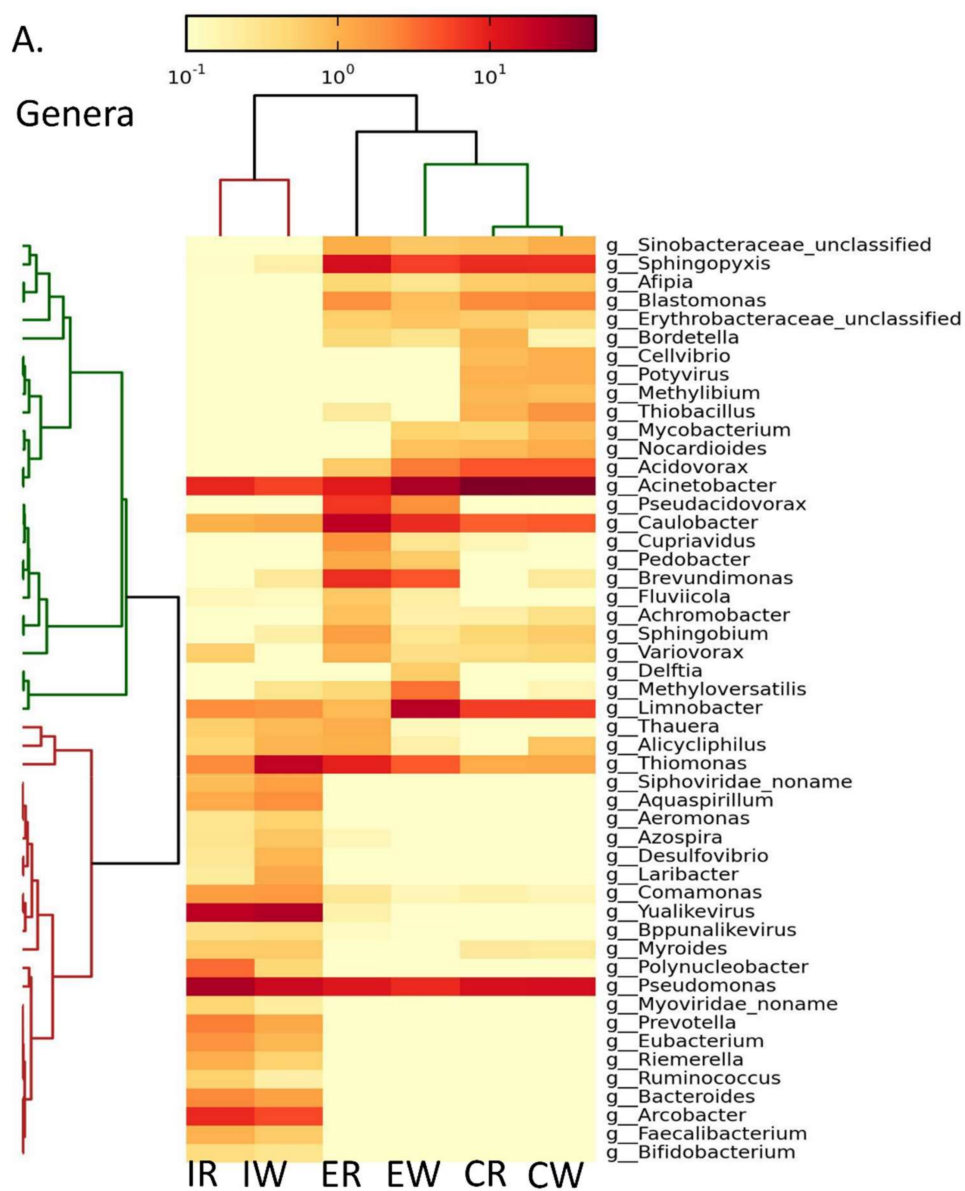 A.
10^-1 10^0 10^1
Genera
g__Sinobacteraceae_unclassified
g__Sphingopyxis
g__Afipia
g__Blastomonas
g__Erythrobacteraceae_unclassified
g__Bordetella
g__Cellvibrio
g__Potyvirus
g__Methylibium
g__Thiobacillus
g__Mycobacterium
g__Nocardioides
g__Acidovorax
g__Acinetobacter
g__Pseudacidovorax
g__Caulobacter
g__Cupriavidus
g__Pedobacter
g__Brevundimonas
g__Fluviicola
g__Achromobacter
g__Sphingobium
g__Variovorax
g__Delftia
g__Methyloversatilis
g__Limnobacter
g__Thauera
g__Alicycliphilus
g__Thiomonas
g__Siphoviridae_noname
g__Aquaspirillum
g__Aeromonas
g__Azospira
g__Desulfovibrio
g__Laribacter
g__Comamonas
g__Yualikevirus
g__Bppunalikevirus
g__Myroides
g__Polynucleobacter
g__Pseudomonas
g__Myoviridae_noname
g__Prevotella
g__Eubacterium
g__Riemerella
g__Ruminococcus
g__Bacteroides
g__Arcobacter
g__Faecalibacterium
g__Bifidobacterium
IR IW ER EW CR CW